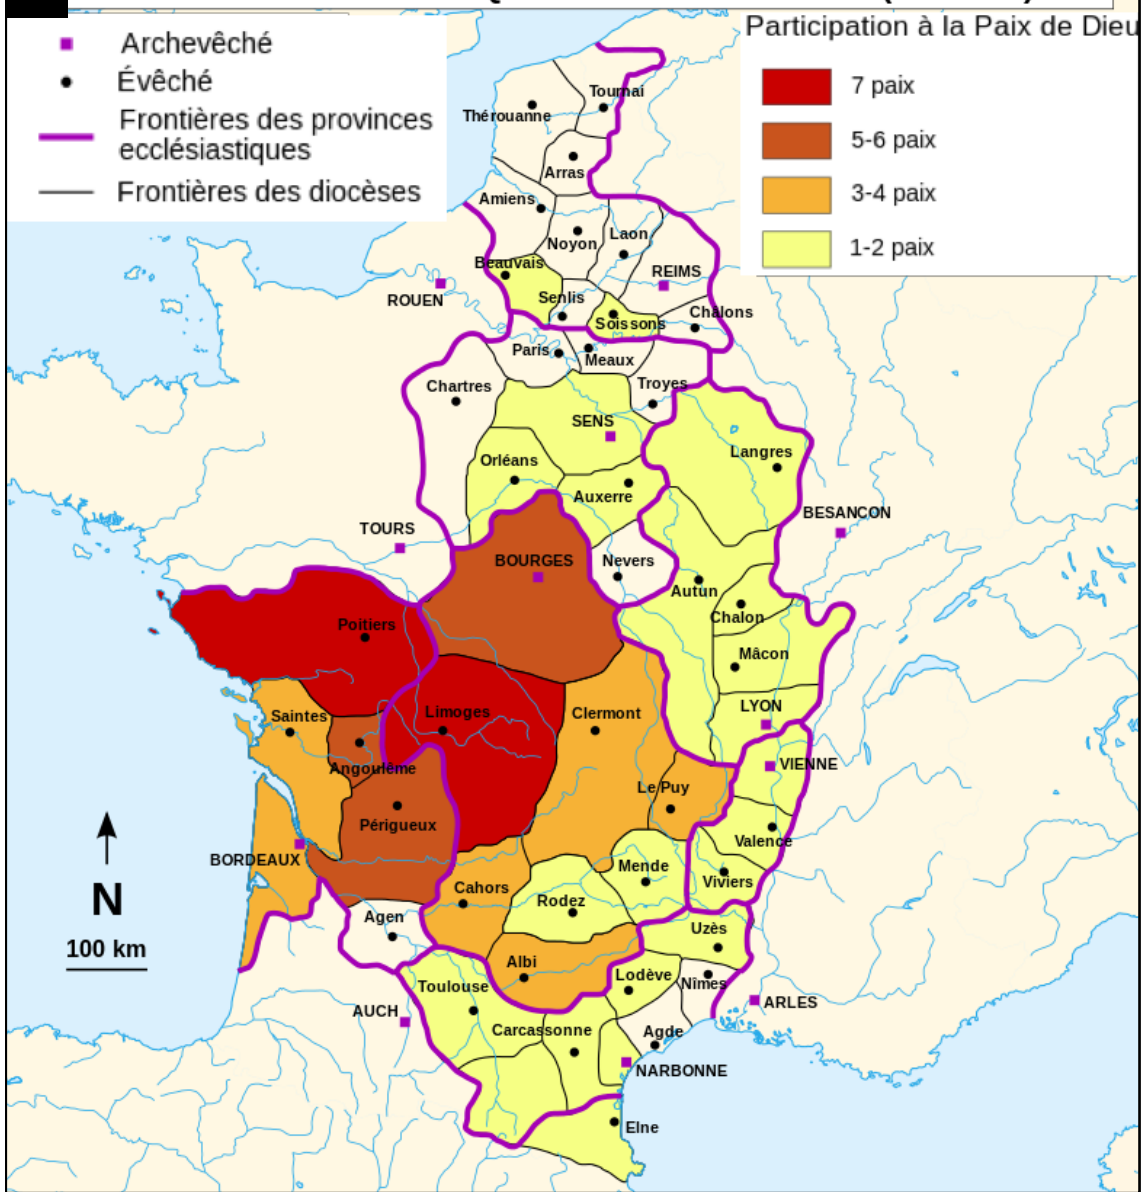 Archevêché
Évêché
Frontières des provinces
ecclésiastiques
Frontières des diocèses
Participation à la Paix de Dieu
7 paix
5-6 paix
3-4 paix
1-2 paix
Tournai
Thérouanne
Arras
Amiens
Noyon
Laon
Beauvais
REIMS
ROUEN
Senlis
Soissons
Châlons
Paris
Meaux
Chartres
Troyes
SENS
Langres
Orléans
Auxerre
BESANCON
TOURS
BOURGES
Nevers
Autun
Chalon
Poitiers
Mâcon
LYON
Saintes
Limoges
Clermont
Angoulême
VIENNE
Le Puy
Périgueux
Valence
BORDEAUX
Mende
Viviers
Cahors
Rodez
N
Agen
Uzès
100 km
Albi
Lodève
Nîmes
Toulouse
ARLES
AUCH
Carcassonne
Agde
NARBONNE
Elne